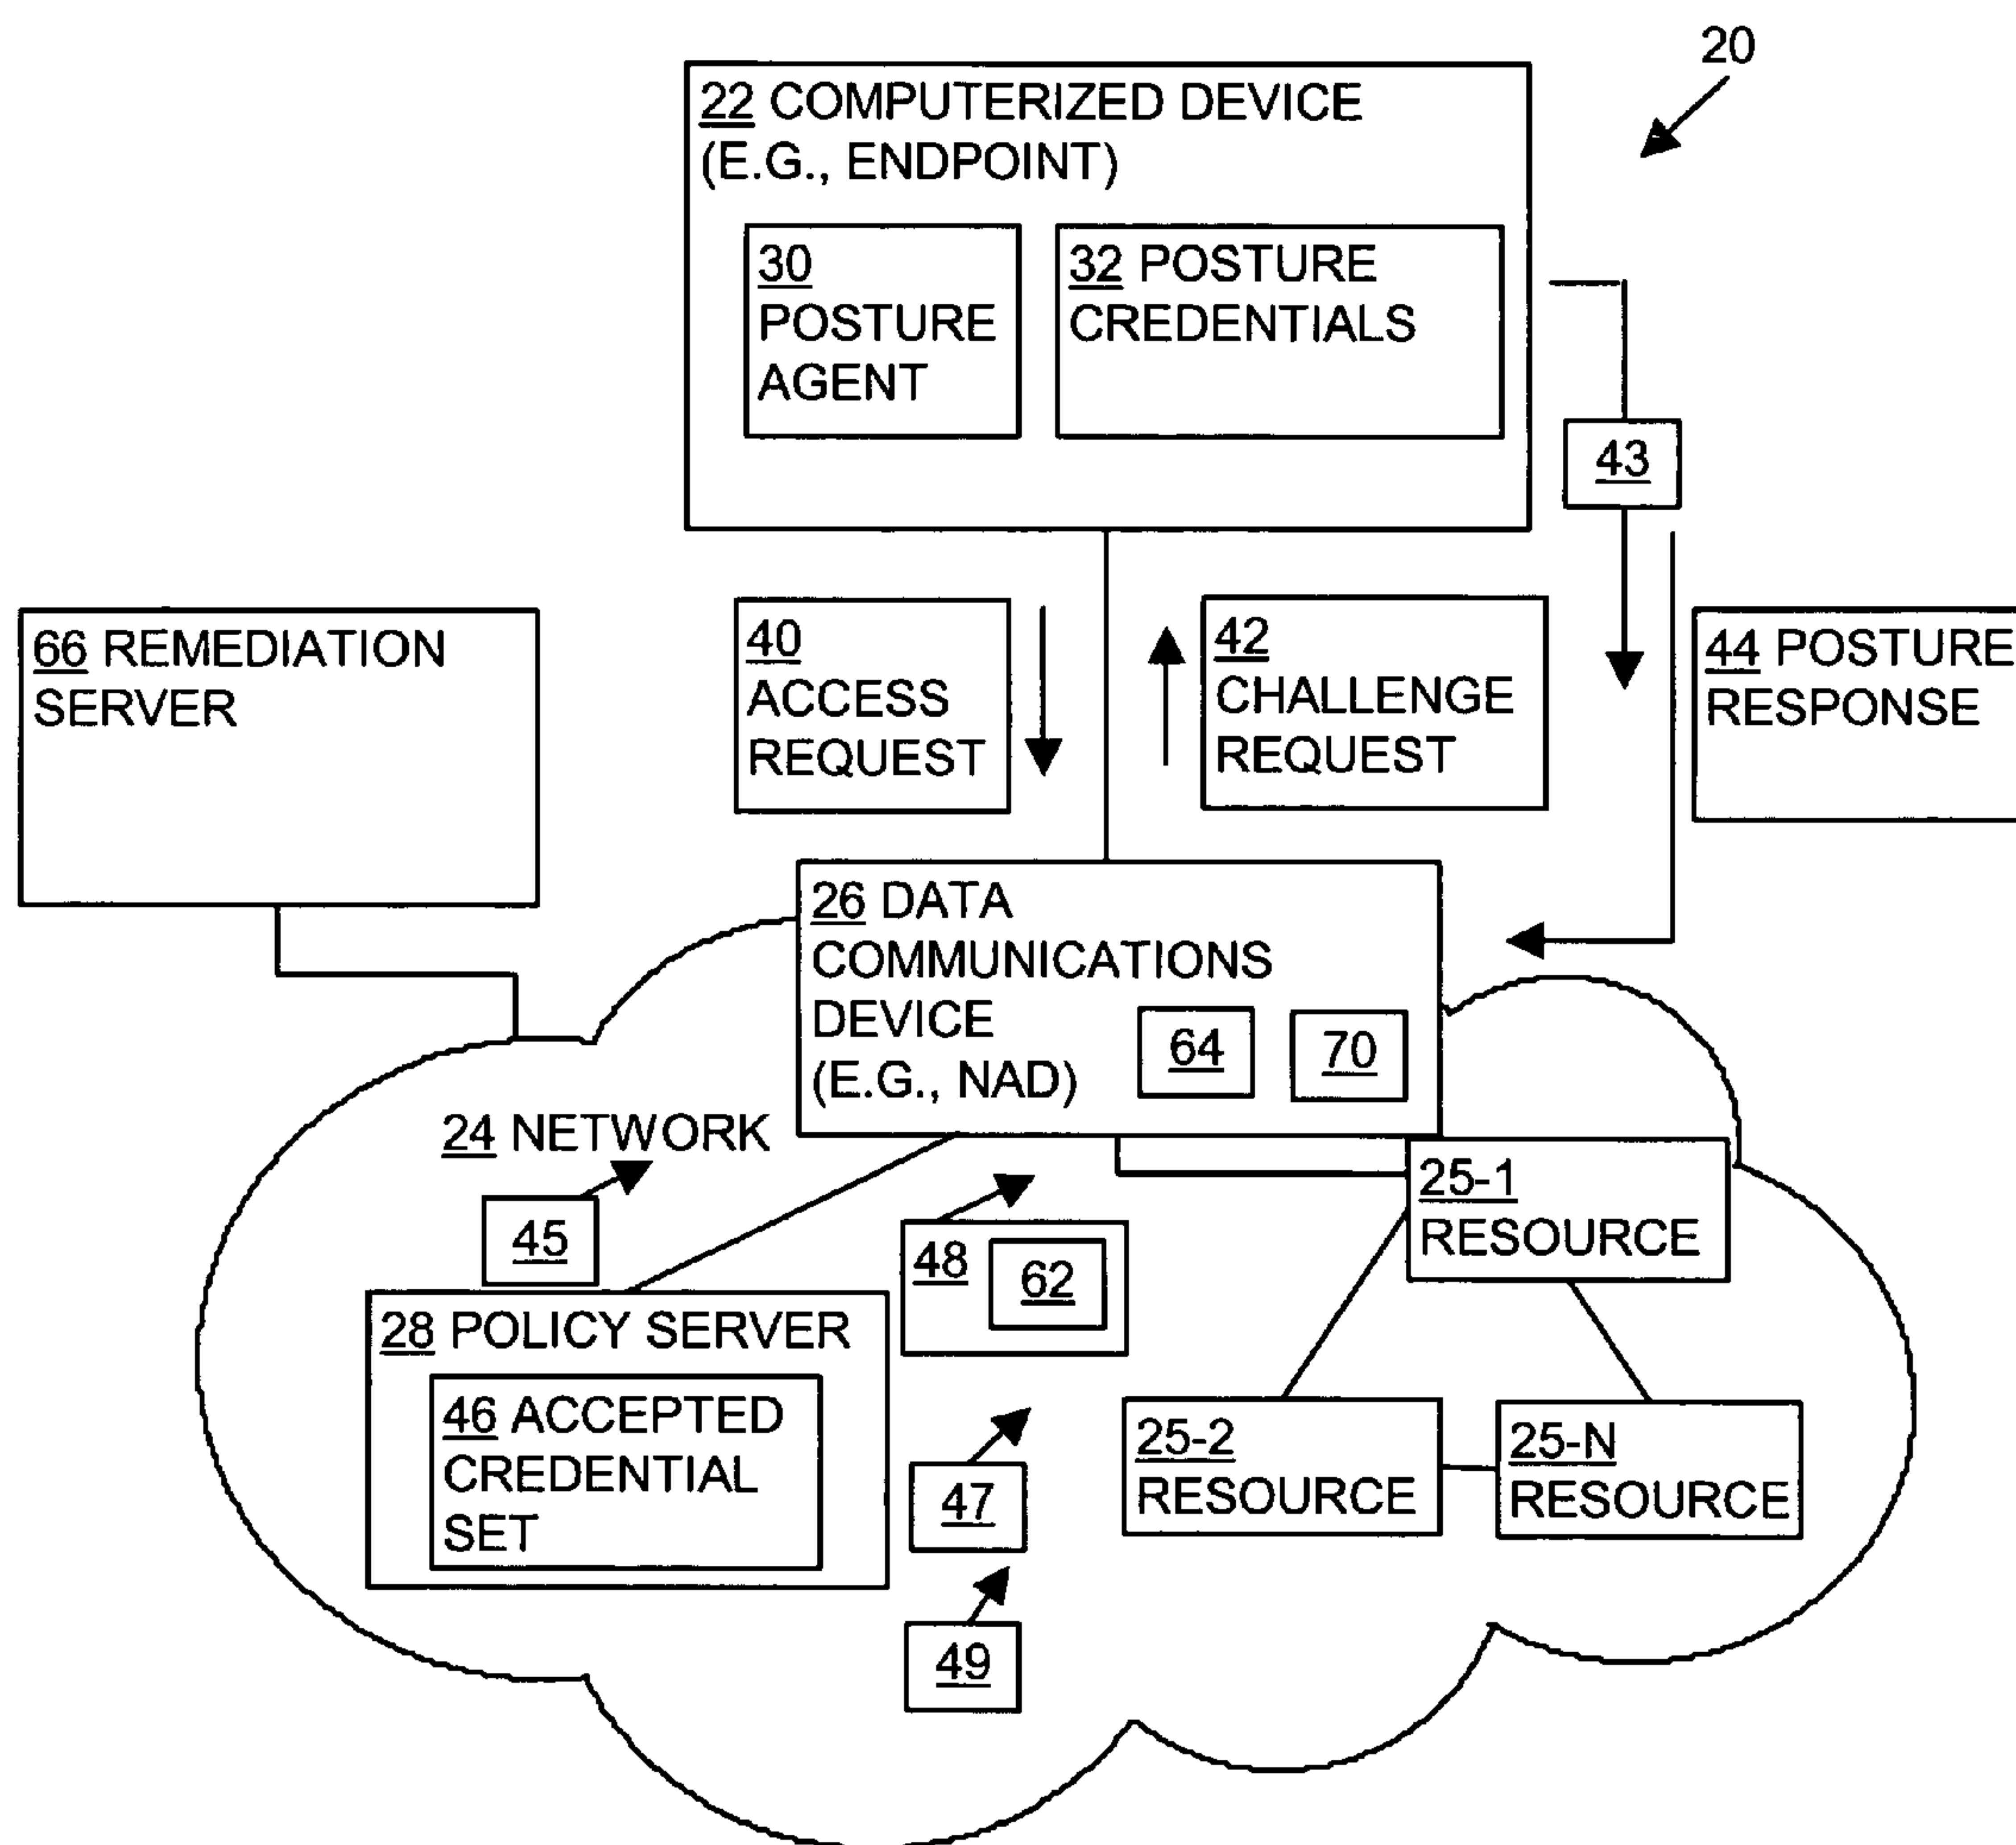 20
22 COMPUTERIZED DEVICE
(E.G., ENDPOINT)
30
POSTURE
AGENT
32 POSTURE
CREDENTIALS
43
66 REMEDIATION
SERVER
40
ACCESS
REQUEST
42
CHALLENGE
REQUEST
44 POSTURE
RESPONSE
26 DATA
COMMUNICATIONS
DEVICE
(E.G., NAD)
64
70
24 NETWORK
45
48
62
25-1
RESOURCE
28 POLICY SERVER
46 ACCEPTED
CREDENTIAL
SET
47
25-2
RESOURCE
25-N
RESOURCE
49